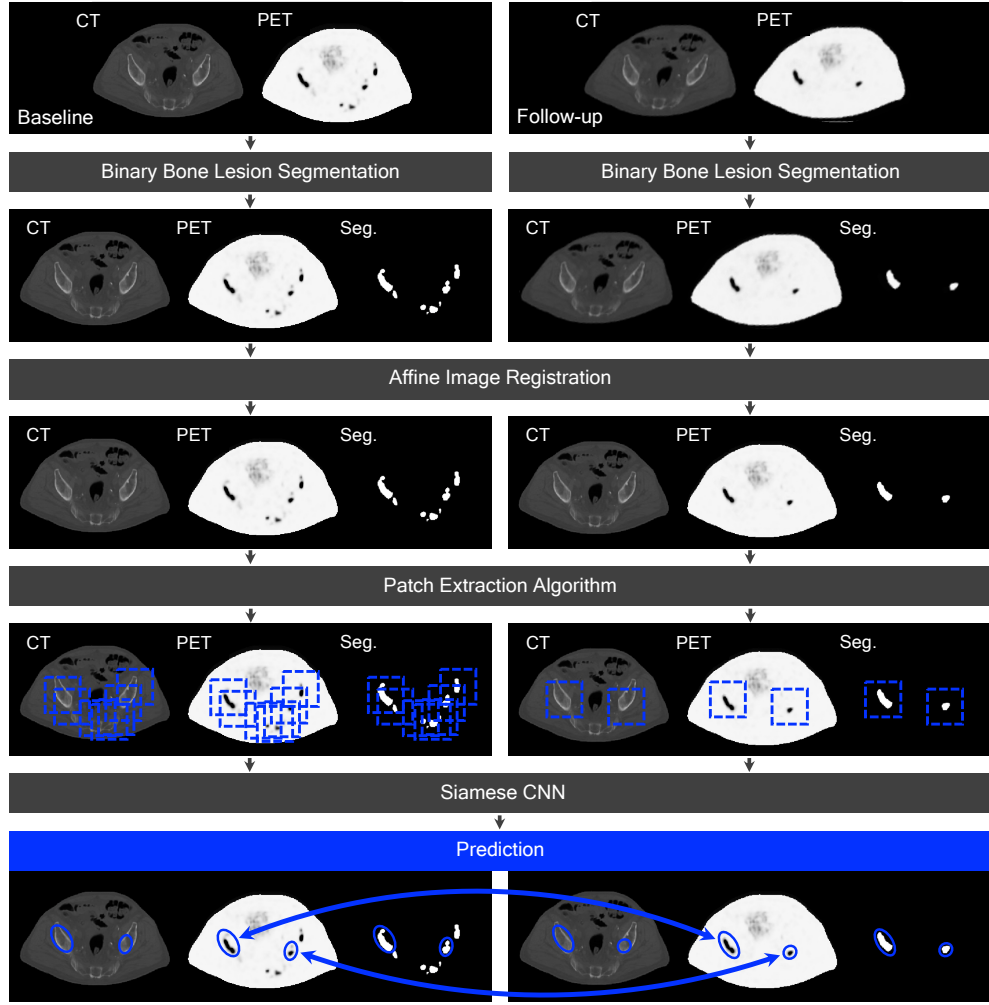 CT PET CT PET
Baseline Follow-up
Binary Bone Lesion Segmentation Binary Bone Lesion Segmentation
CT PET Seg. CT PET Seg.
Affine Image Registration
CT PET Seg. CT PET Seg.
Patch Extraction Algorithm
CT PET Seg. CT PET Seg.
Siamese CNN
Prediction